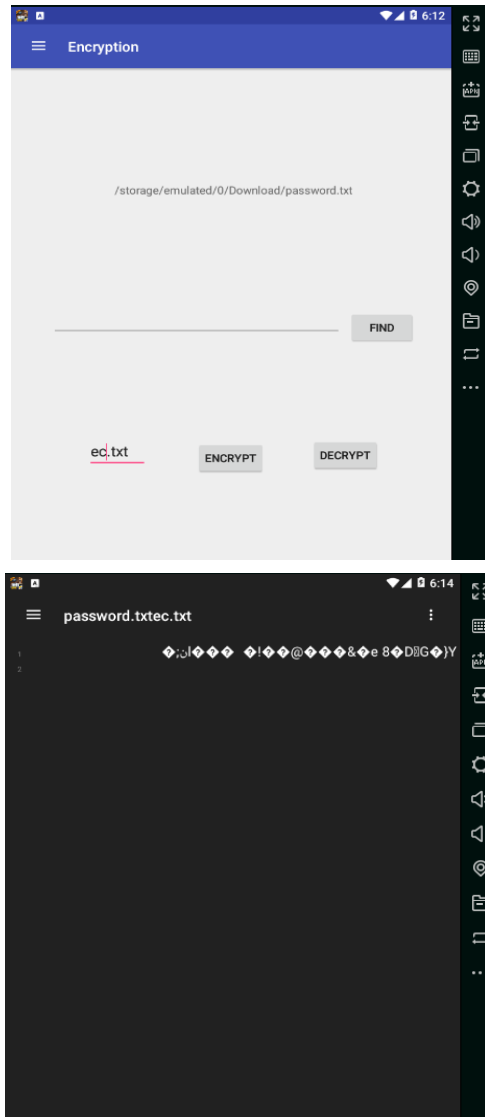 6:12
Encryption
/storage/emulated/0/Download/password.txt
FIND
ec.txt
ENCRYPT
DECRYPT
6:14
password.txtec.txt
1
2